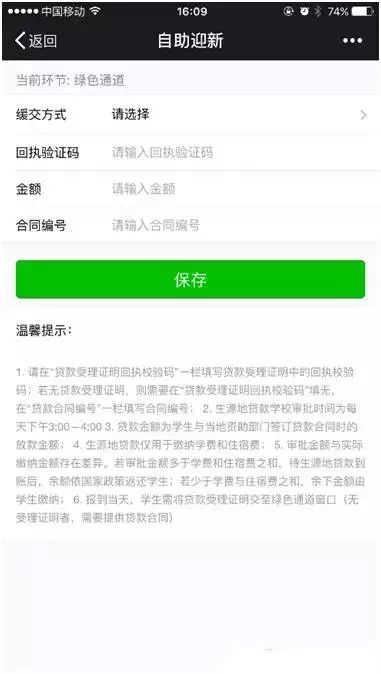 中国移动 16:09 74%
返回 自助迎新
当前环节: 绿色通道
缓交方式 请选择
回执验证码 请输入回执验证码
金额 请输入金额
合同编号 请输入合同编号
保存
温馨提示：
1. 请在“贷款受理证明回执校验码”一栏填写贷款受理证明中的回执校验
码；若无贷款受理证明，则需要在“贷款受理证明回执校验码”填无，
在“贷款合同编号”一栏填写合同编号； 2. 生源地贷款学校审批时间为每
天下午3:00—4:00 3. 贷款金额为学生与当地资助部门签订贷款合同时的
放款金额； 4. 生源地贷款仅用于缴纳学费和住宿费； 5. 审批金额与实际
缴纳金额存在差异。若审批金额多于学费和住宿费之和，待生源地贷款到
账后，余额依国家政策返还学生；若少于学费与住宿费之和，余下金额由
学生缴纳； 6. 报到当天，学生需将贷款受理证明交至绿色通道窗口（无
受理证明者，需要提供贷款合同）